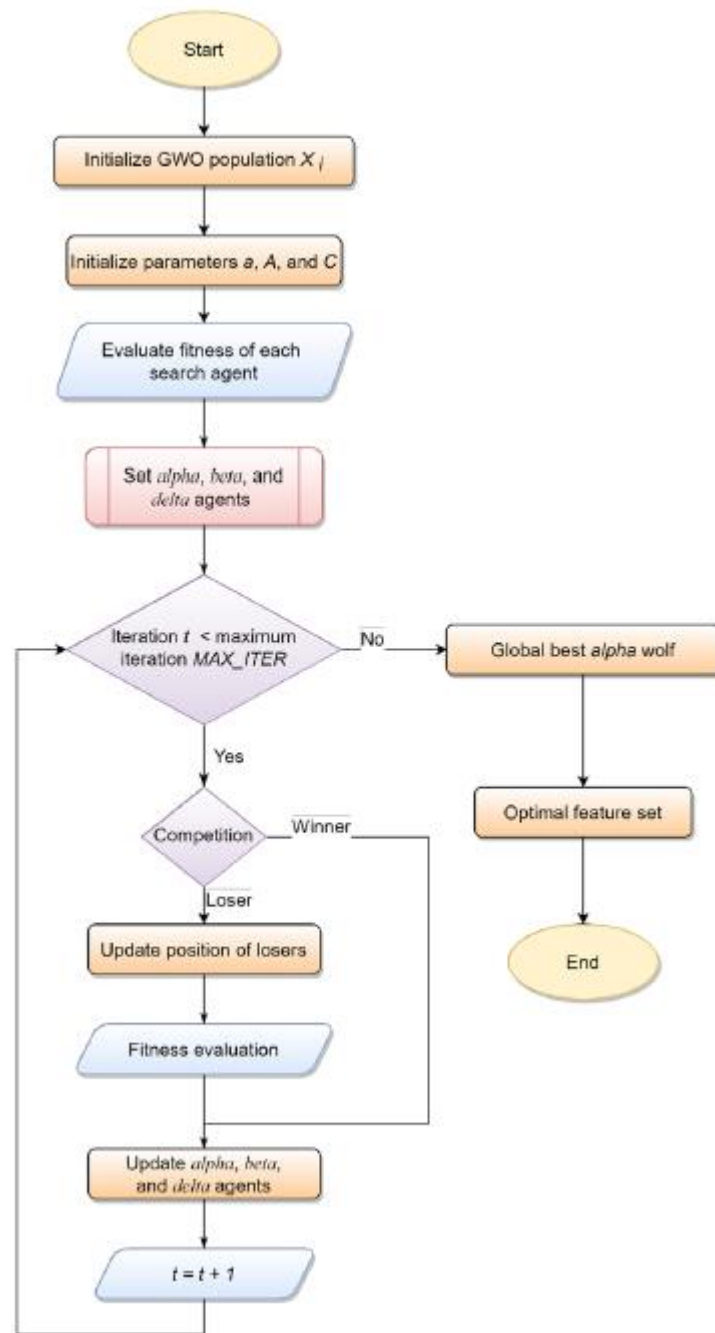 Start
Initialize GWO population X i
Initialize parameters a, A, and C
Evaluate fitness of each
search agent
Set alpha, beta, and
delta agents
Iteration t < maximum
iteration MAX_ITER
No
Global best alpha wolf
Yes
Optimal feature set
Competition
Winner
Loser
Update position of losers
End
Fitness evaluation
Update alpha, beta,
and delta agents
t = t + 1